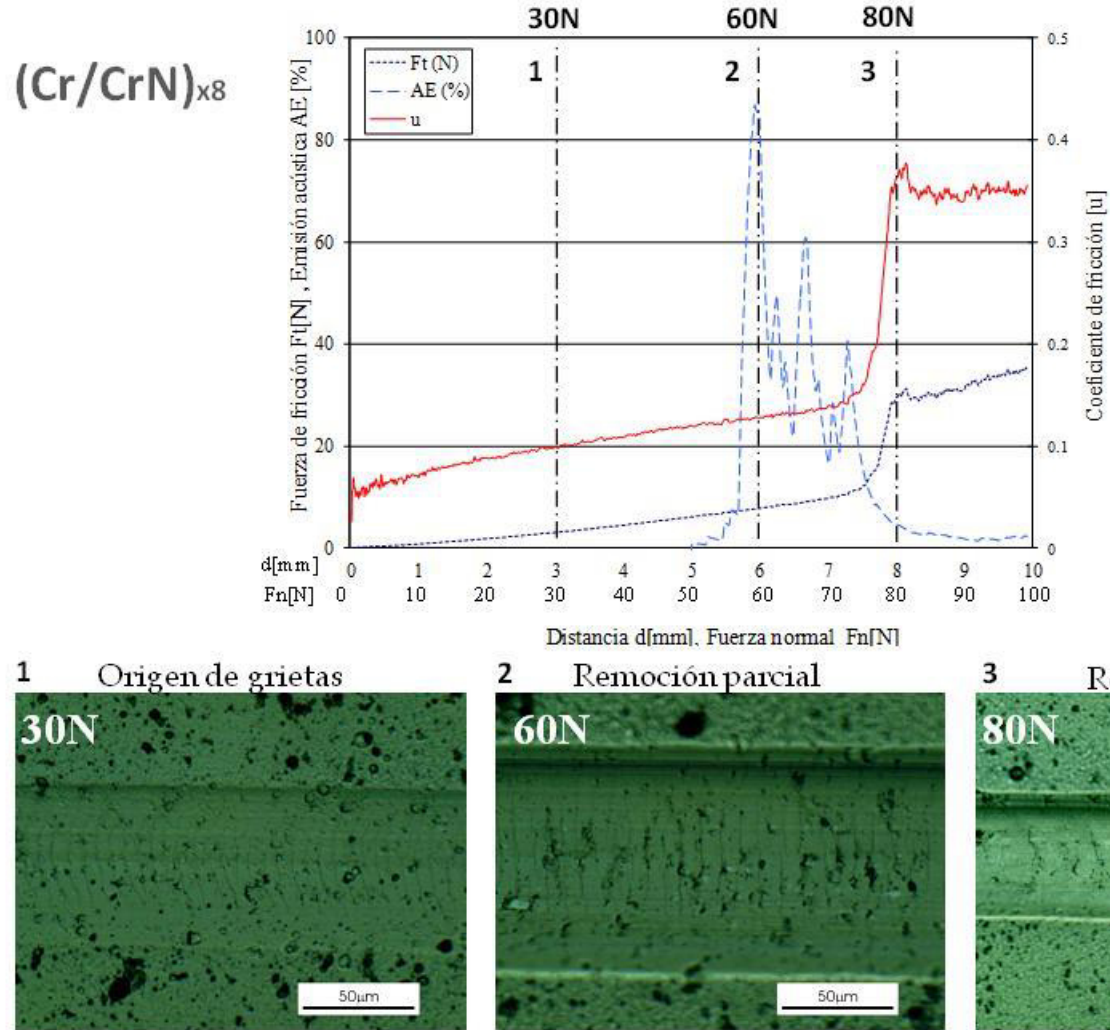 30N 60N 80N
(Cr/CrN)x8
1 2 3
Ft (N)
AE (%)
u
Fuerza de fricción Ft[N] , Emisión acústica AE [%]
100
80
60
40
20
0
0.5
0.4
0.3
0.2
0.1
0
Coeficiente de fricción [u]
d[mm] 0 1 2 3 4 5 6 7 8 9 10
Fn[N] 0 10 20 30 40 50 60 70 80 90 100
Distancia d[mm], Fuerza normal Fn[N]
1 Origen de grietas
2 Remoción parcial
3 R
30N
60N
80N
50µm
50µm